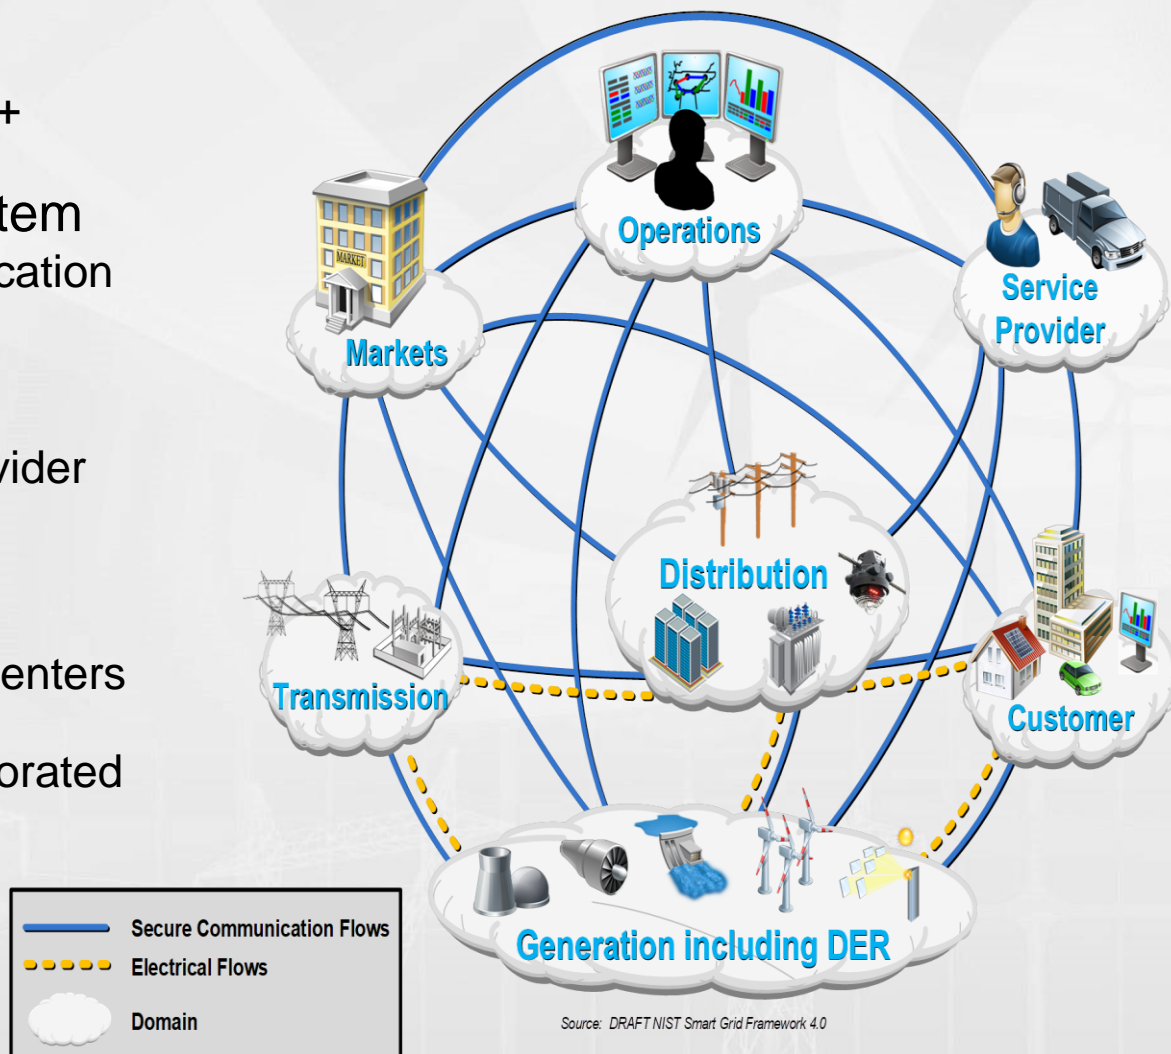 +
tem
cation
vider
enters
orated
Operations
MARKET
Markets
Service
Provider
Distribution
Transmission
Customer
Generation including DER
Secure Communication Flows
Electrical Flows
Domain
Source: DRAFT NIST Smart Grid Framework 4.0